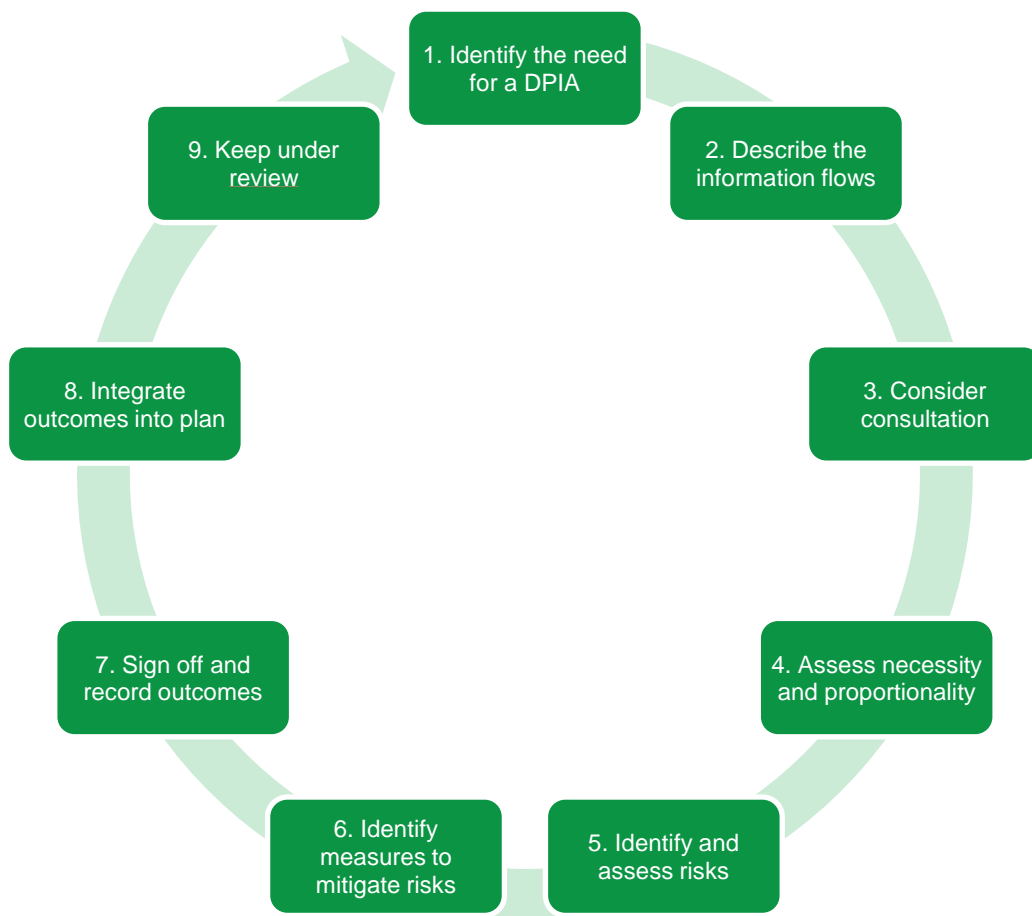 1. Identify the need
for a DPIA
2. Describe the
information flows
3. Consider
consultation
4. Assess necessity
and proportionality
5. Identify and
assess risks
6. Identify
measures to
mitigate risks
7. Sign off and
record outcomes
8. Integrate
outcomes into plan
9. Keep under
review